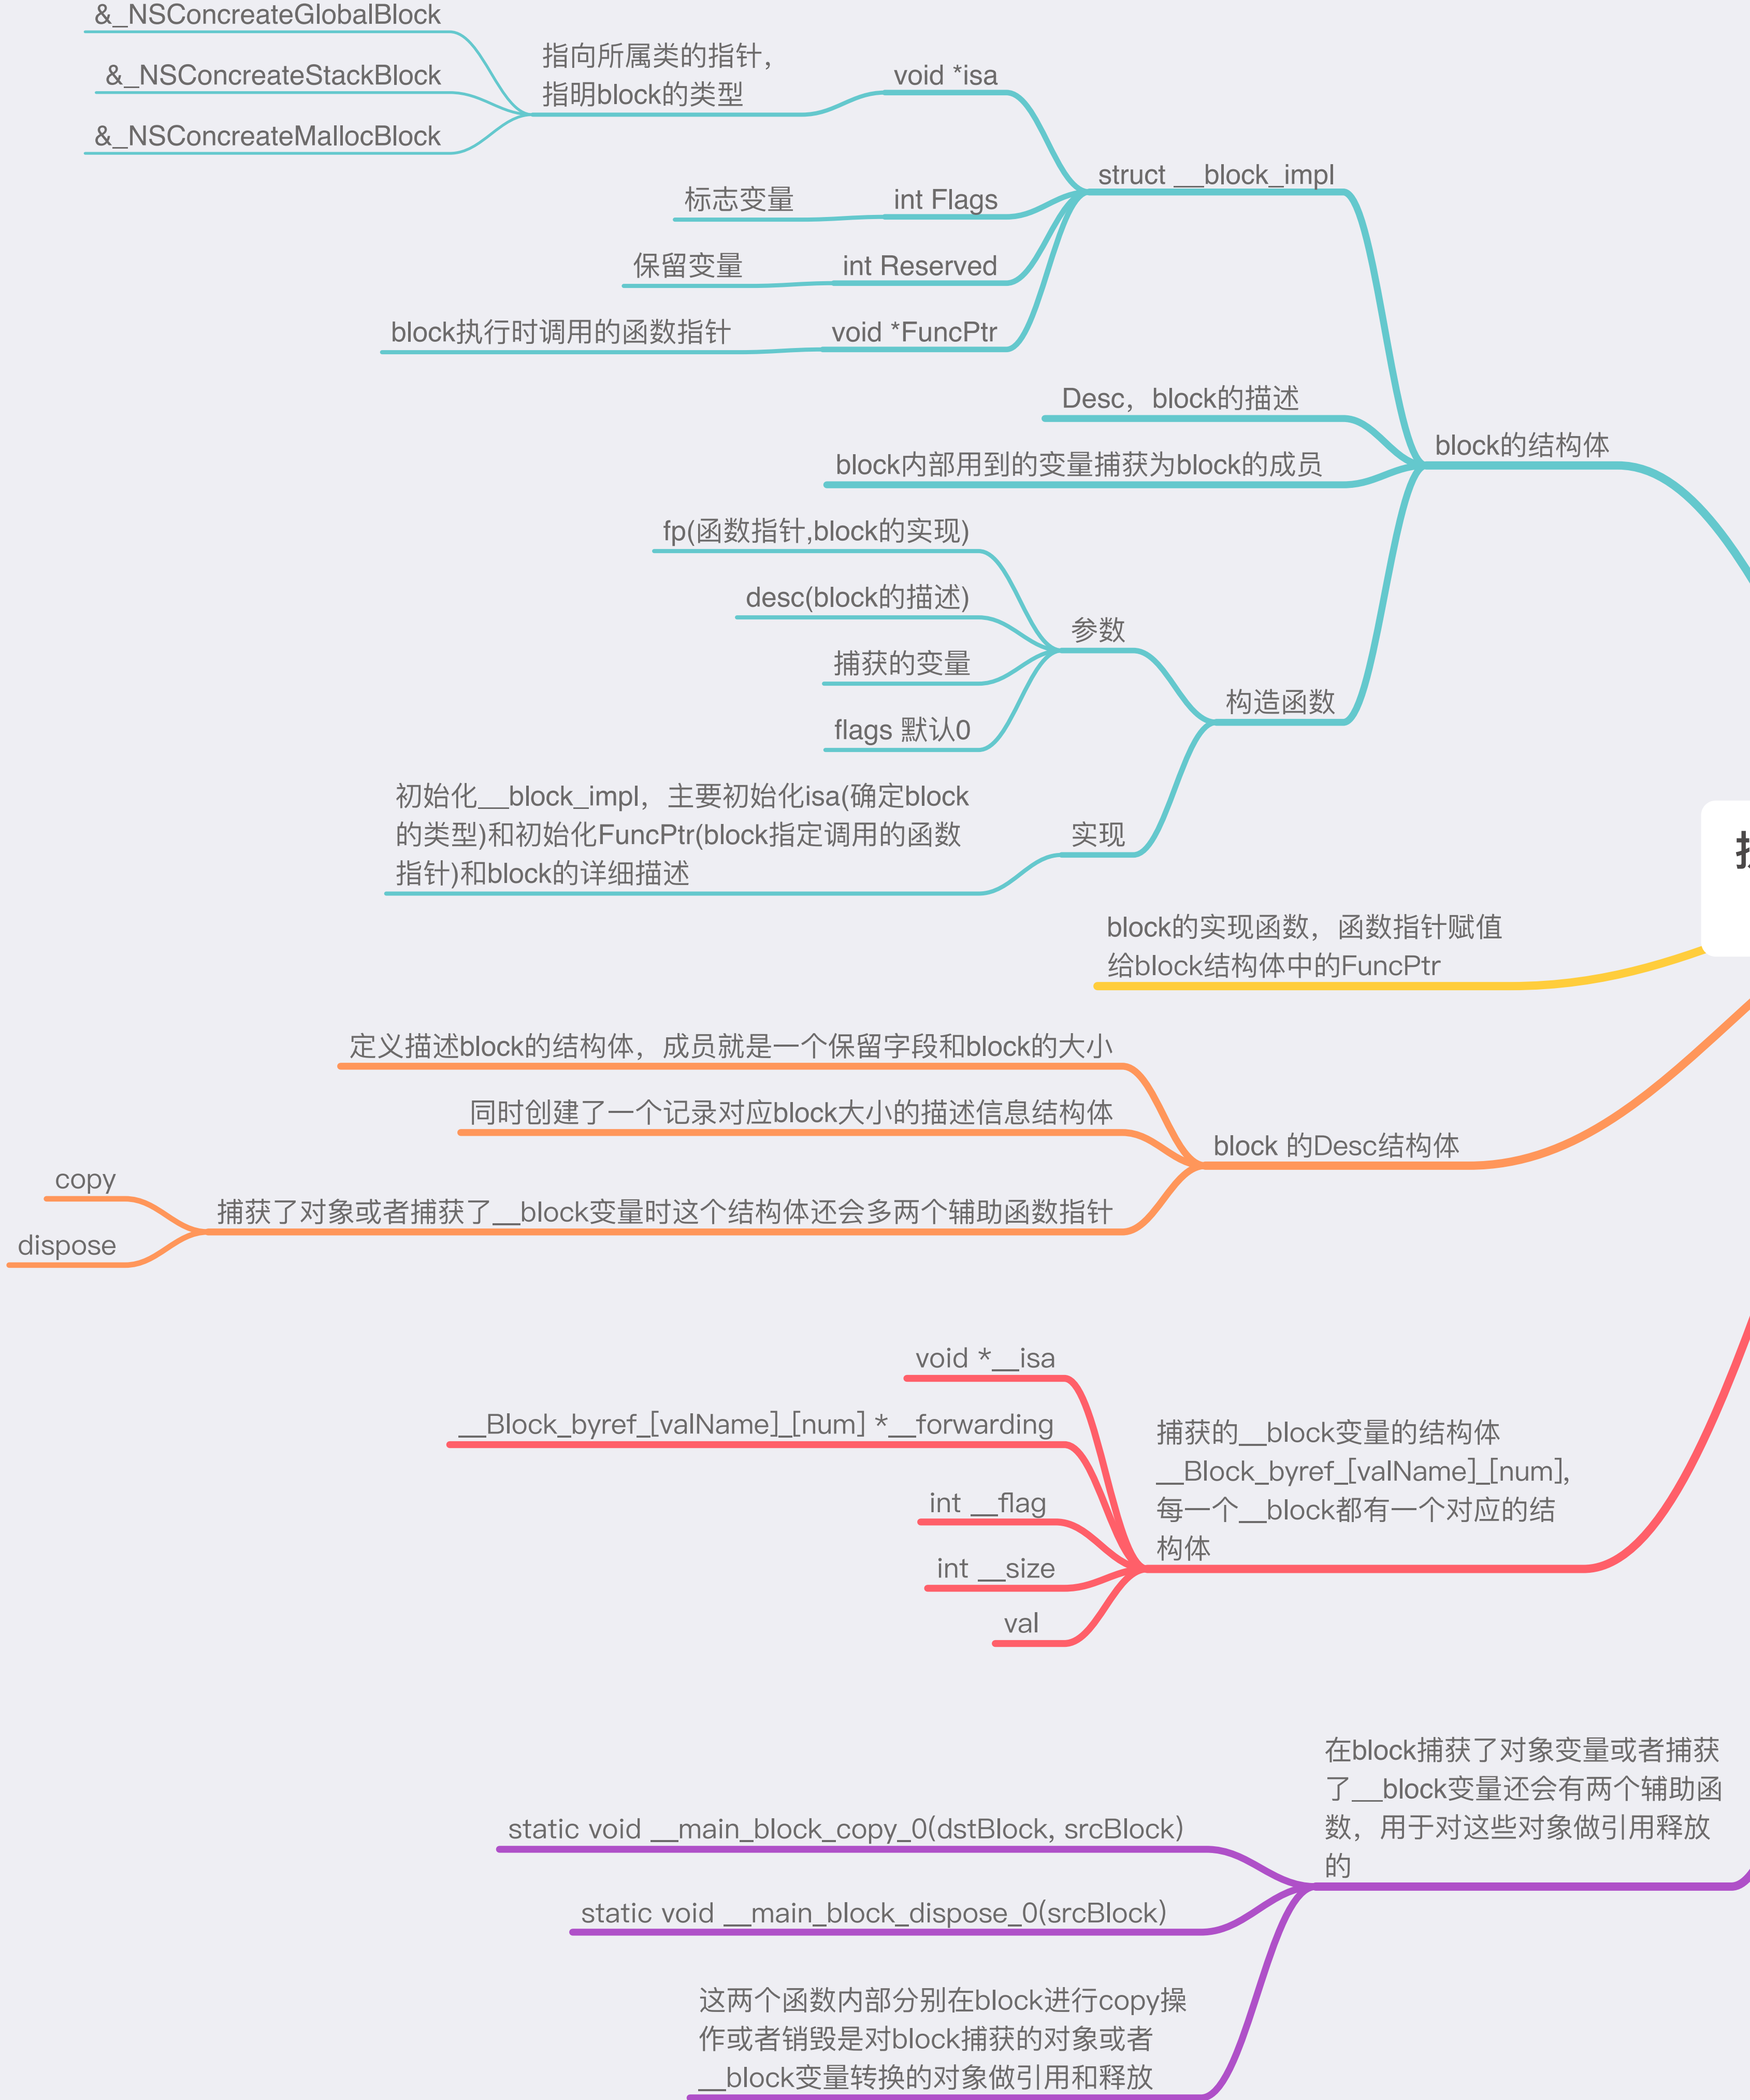 &_NSConcreteGlobalBlock
&_NSConcreteStackBlock
&_NSConcreteMallocBlock
指向所属类的指针，
指明block的类型
void *isa
标志变量
int Flags
保留变量
int Reserved
block执行时调用的函数指针
void *FuncPtr
struct __block_impl
Desc，block的描述
block内部用到的变量捕获为block的成员
block的结构体
fp(函数指针,block的实现)
desc(block的描述)
捕获的变量
flags 默认0
参数
构造函数
初始化__block_impl，主要初始化isa(确定block
的类型)和初始化FuncPtr(block指定调用的函数
指针)和block的详细描述
实现
block的实现函数，函数指针赋值
给block结构体中的FuncPtr
定义描述block的结构体，成员就是一个保留字段和block的大小
同时创建了一个记录对应block大小的描述信息结构体
block 的Desc结构体
copy
dispose
捕获了对象或者捕获了__block变量时这个结构体还会多两个辅助函数指针
void *__isa
__Block_byref_[valName]_[num] *__forwarding
int __flag
int __size
val
捕获的__block变量的结构体
__Block_byref_[valName]_[num],
每一个__block都有一个对应的结
构体
在block捕获了对象变量或者捕获
了__block变量还会有两个辅助函
数，用于对这些对象做引用释放
的
static void __main_block_copy_0(dstBlock, srcBlock)
static void __main_block_dispose_0(srcBlock)
这两个函数内部分别在block进行copy操
作或者销毁是对block捕获的对象或者
__block变量转换的对象做引用和释放